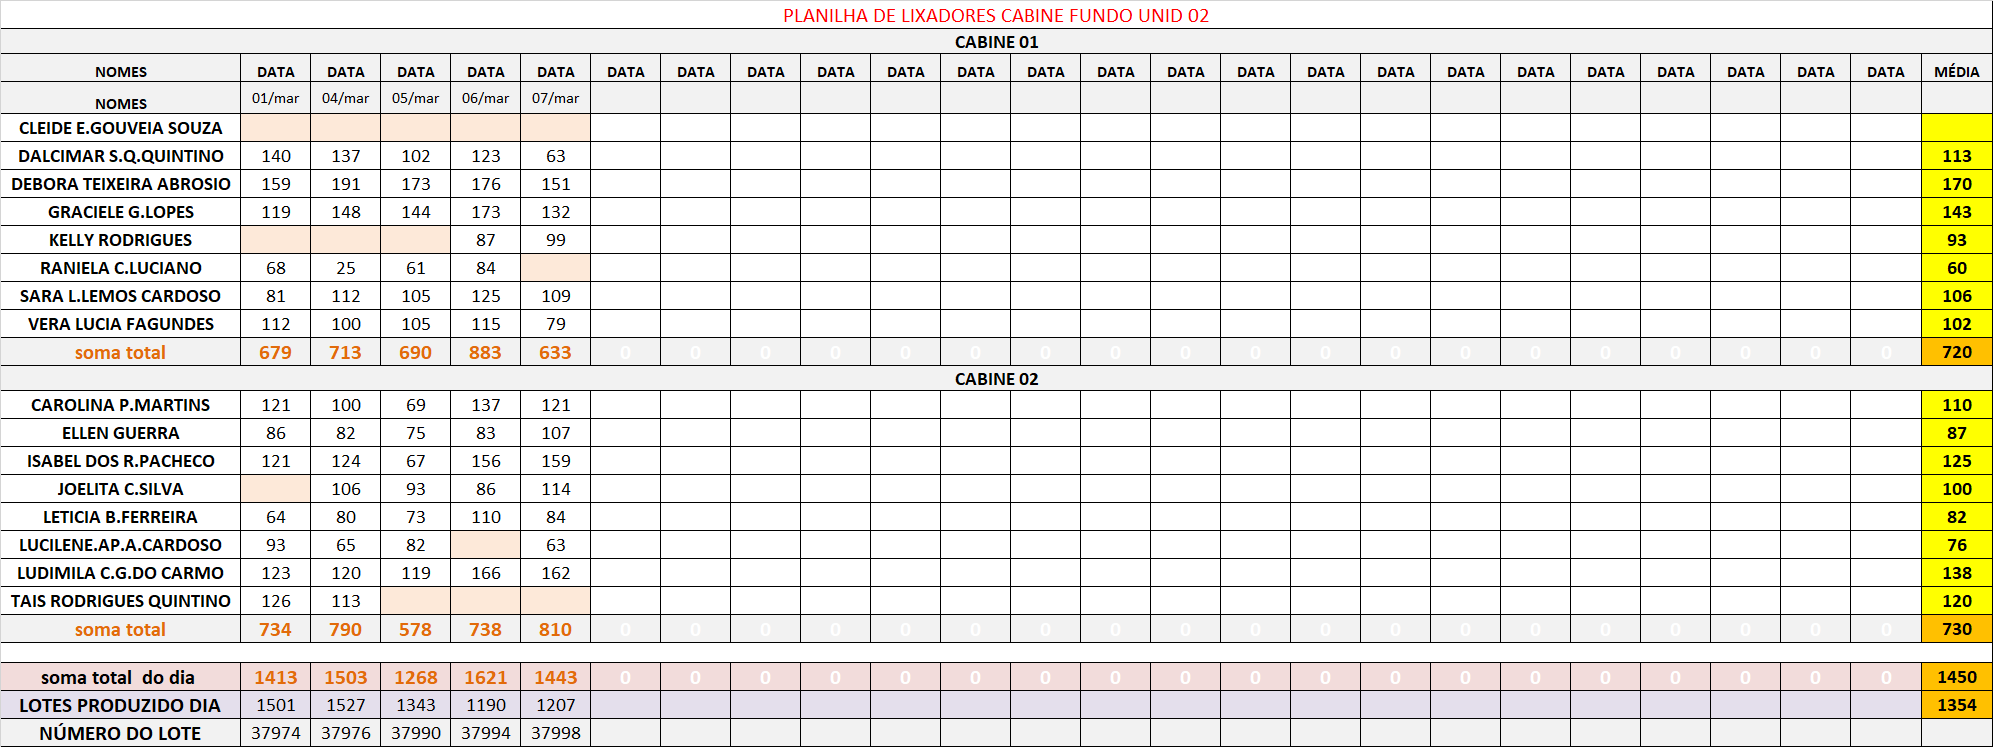 PLANILHA DE LIXADORES CABINE FUNDO UNID 02
CABINE 01
NOMES DATA DATA DATA DATA DATA DATA DATA DATA DATA DATA DATA DATA DATA DATA DATA DATA DATA DATA DATA DATA DATA DATA DATA DATA MÉDIA
NOMES 01/mar 04/mar 05/mar 06/mar 07/mar
CLEIDE E.GOUVEIA SOUZA
DALCIMAR S.Q.QUINTINO 140 137 102 123 63 113
DEBORA TEIXEIRA ABROSIO 159 191 173 176 151 170
GRACIELE G.LOPES 119 148 144 173 132 143
KELLY RODRIGUES 87 99 93
RANIELA C.LUCIANO 68 25 61 84 60
SARA L.LEMOS CARDOSO 81 112 105 125 109 106
VERA LUCIA FAGUNDES 112 100 105 115 79 102
soma total 679 713 690 883 633 0 0 0 0 0 0 0 0 0 0 0 0 0 0 0 0 0 0 0 720
CABINE 02
CAROLINA P.MARTINS 121 100 69 137 121 110
ELLEN GUERRA 86 82 75 83 107 87
ISABEL DOS R.PACHECO 121 124 67 156 159 125
JOELITA C.SILVA 106 93 86 114 100
LETICIA B.FERREIRA 64 80 73 110 84 82
LUCILENE.AP.A.CARDOSO 93 65 82 63 76
LUDIMILA C.G.DO CARMO 123 120 119 166 162 138
TAIS RODRIGUES QUINTINO 126 113 120
soma total 734 790 578 738 810 0 0 0 0 0 0 0 0 0 0 0 0 0 0 0 0 0 0 0 730
soma total do dia 1413 1503 1268 1621 1443 0 0 0 0 0 0 0 0 0 0 0 0 0 0 0 0 0 0 0 1450
LOTES PRODUZIDO DIA 1501 1527 1343 1190 1207 1354
NÚMERO DO LOTE 37974 37976 37990 37994 37998